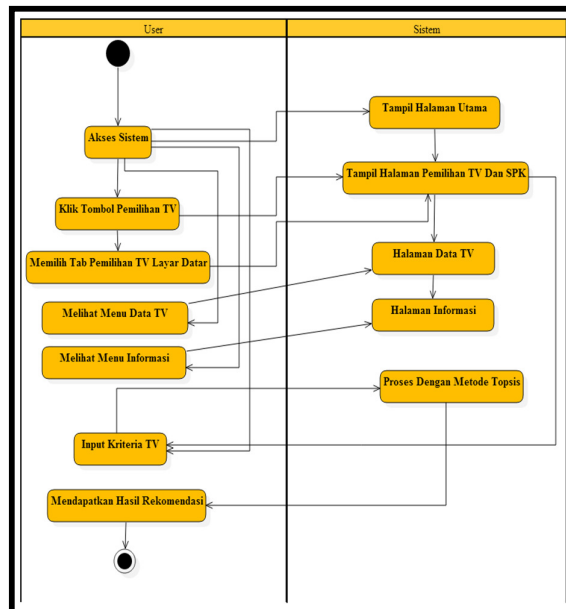 User
Sistem
Tampil Halaman Utama
Akses Sistem
Tampil Halaman Pemilihan TV Dan SPK
Klik Tombol Pemilihan TV
Memilih Tab Pemilihan TV Layar Datar
Halaman Data TV
Melihat Menu Data TV
Halaman Informasi
Melihat Menu Informasi
Proses Dengan Metode Topsis
Input Kriteria TV
Mendapatkan Hasil Rekomendasi